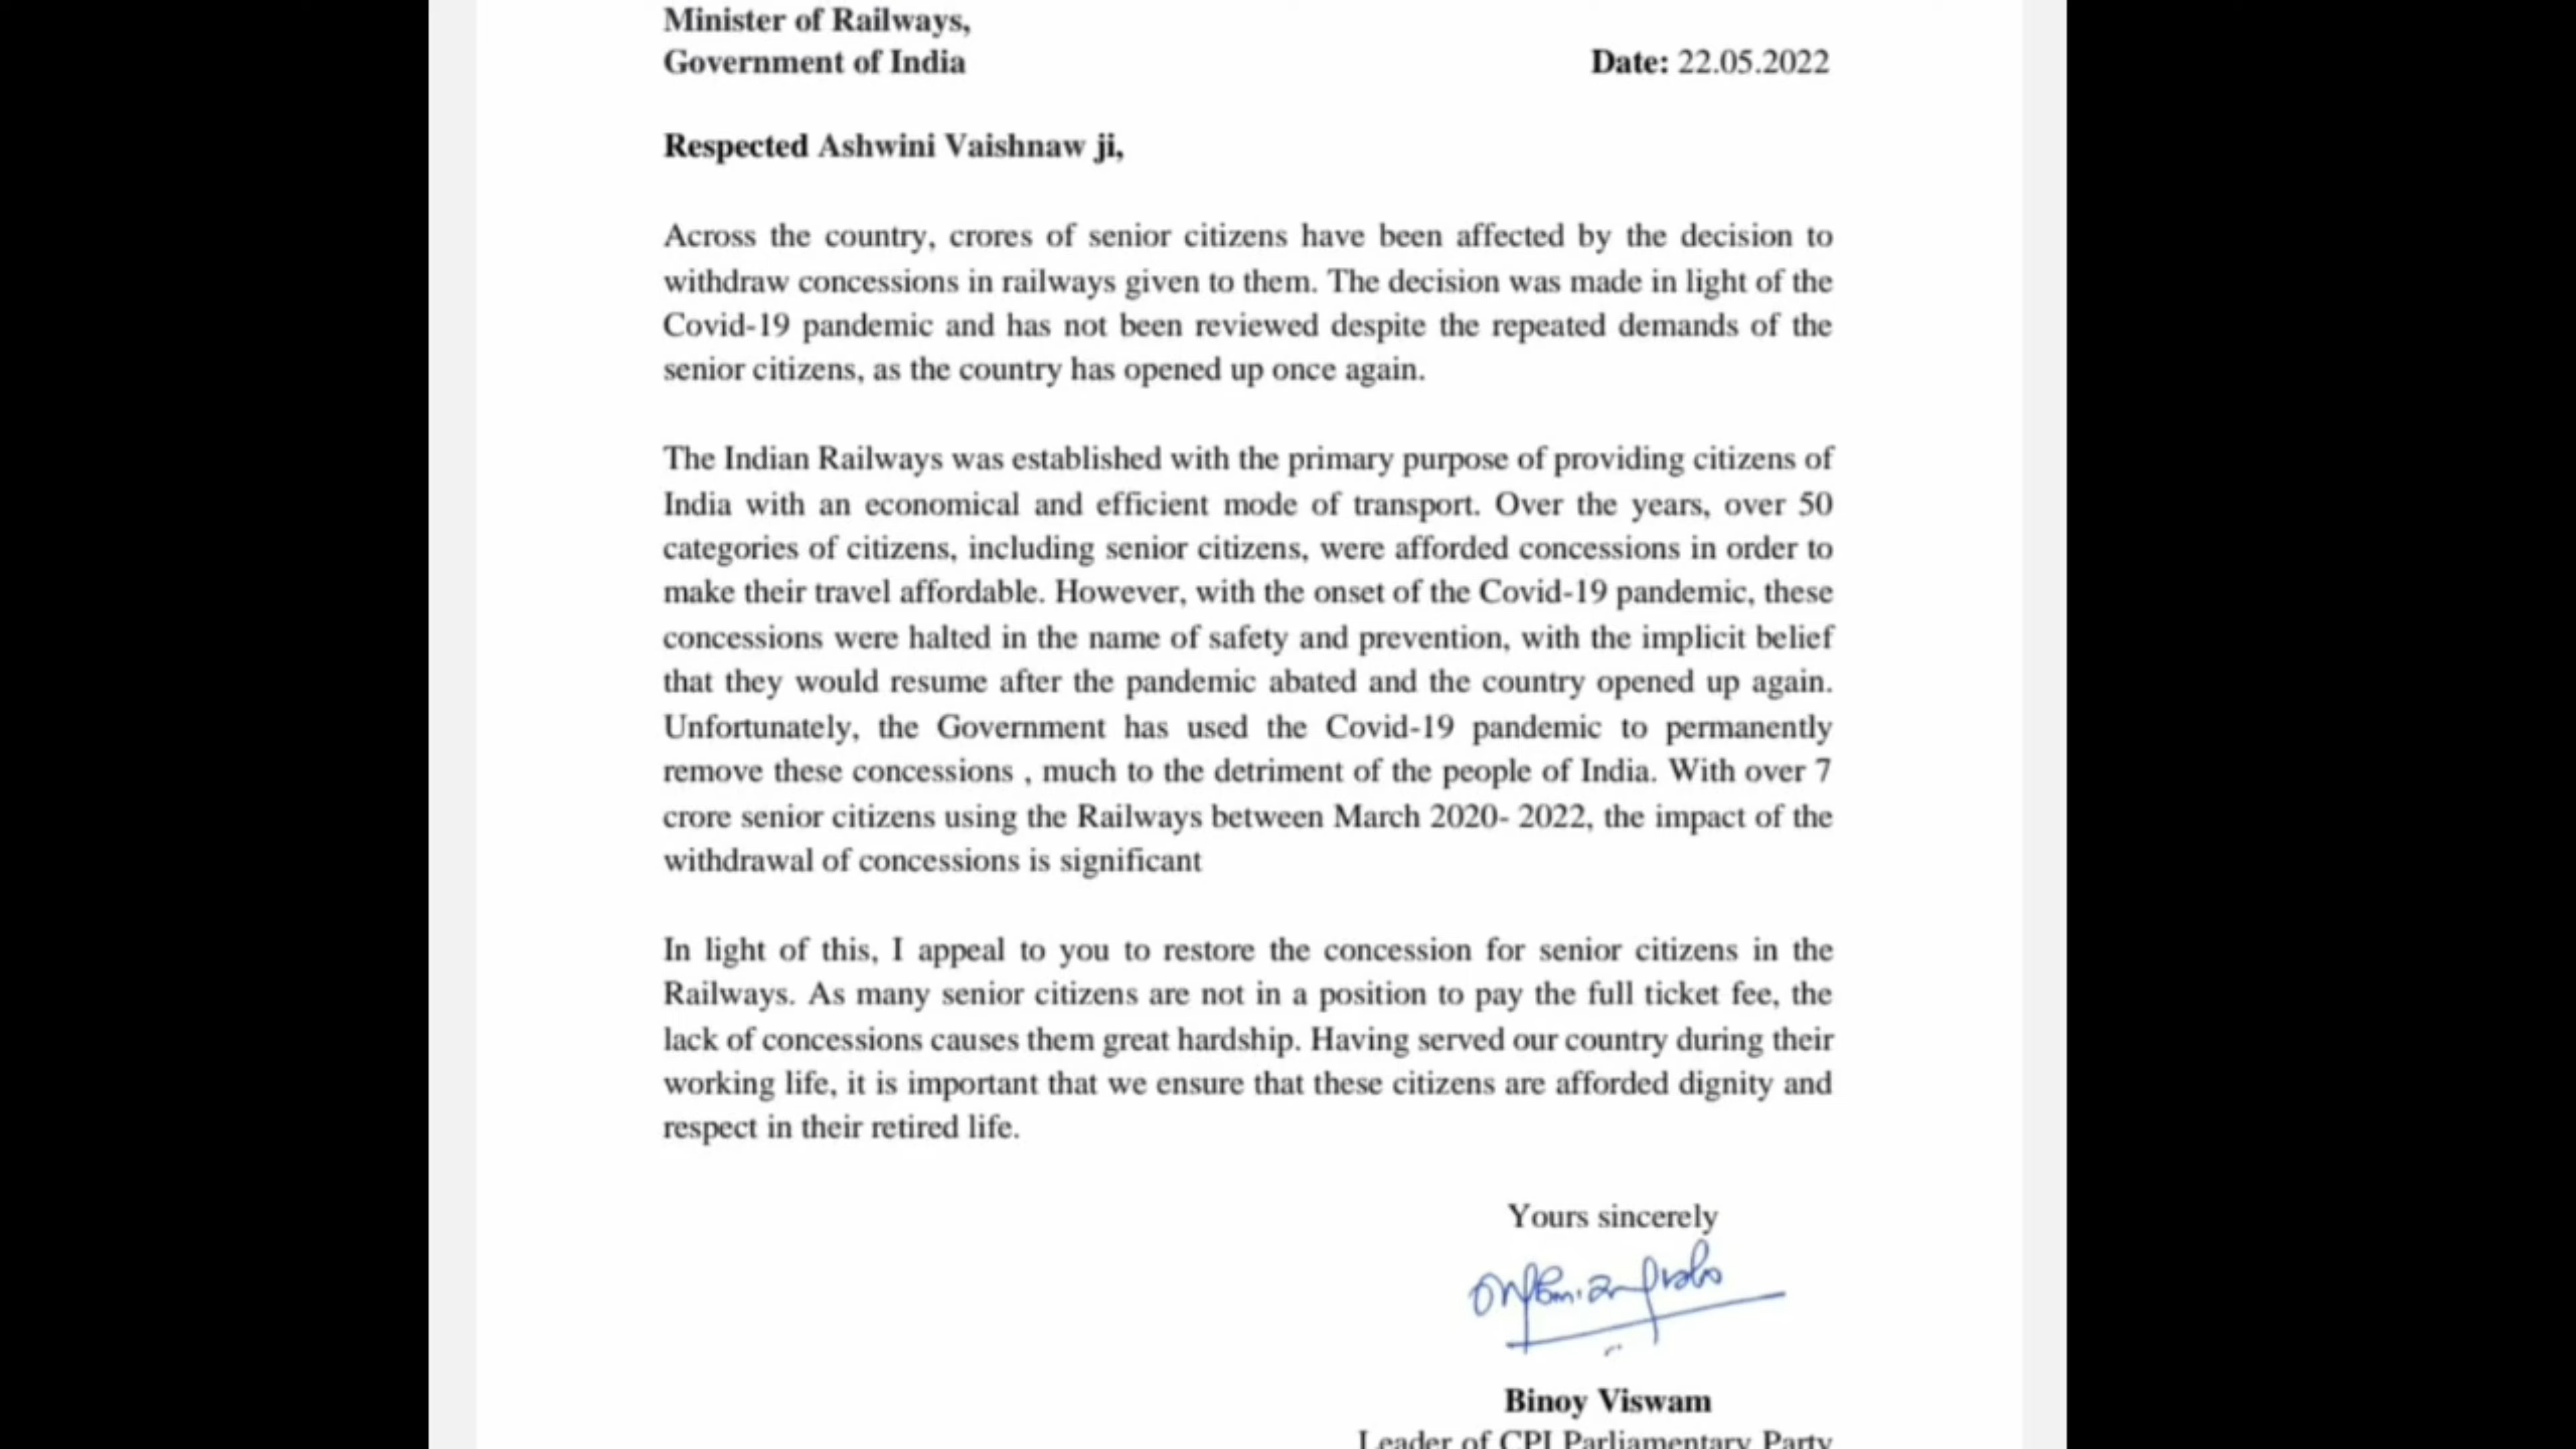 Minister of Railways,
Government of India
Date: 22.05.2022
Respected Ashwini Vaishnaw ji,
Across the country, crores of senior citizens have been affected by the decision to
withdraw concessions in railways given to them. The decision was made in light of the
Covid-19 pandemic and has not been reviewed despite the repeated demands of the
senior citizens, as the country has opened up once again.
The Indian Railways was established with the primary purpose of providing citizens of
India with an economical and efficient mode of transport. Over the years, over 50
categories of citizens, including senior citizens, were afforded concessions in order to
make their travel affordable. However, with the onset of the Covid-19 pandemic, these
concessions were halted in the name of safety and prevention, with the implicit belief
that they would resume after the pandemic abated and the country opened up again.
Unfortunately, the Government has used the Covid-19 pandemic to permanently
remove these concessions , much to the detriment of the people of India. With over 7
crore senior citizens using the Railways between March 2020- 2022, the impact of the
withdrawal of concessions is significant
In light of this, I appeal to you to restore the concession for senior citizens in the
Railways. As many senior citizens are not in a position to pay the full ticket fee, the
lack of concessions causes them great hardship. Having served our country during their
working life, it is important that we ensure that these citizens are afforded dignity and
respect in their retired life.
Yours sincerely
Binoy Viswam
Leader of CPI Parliamentary Party